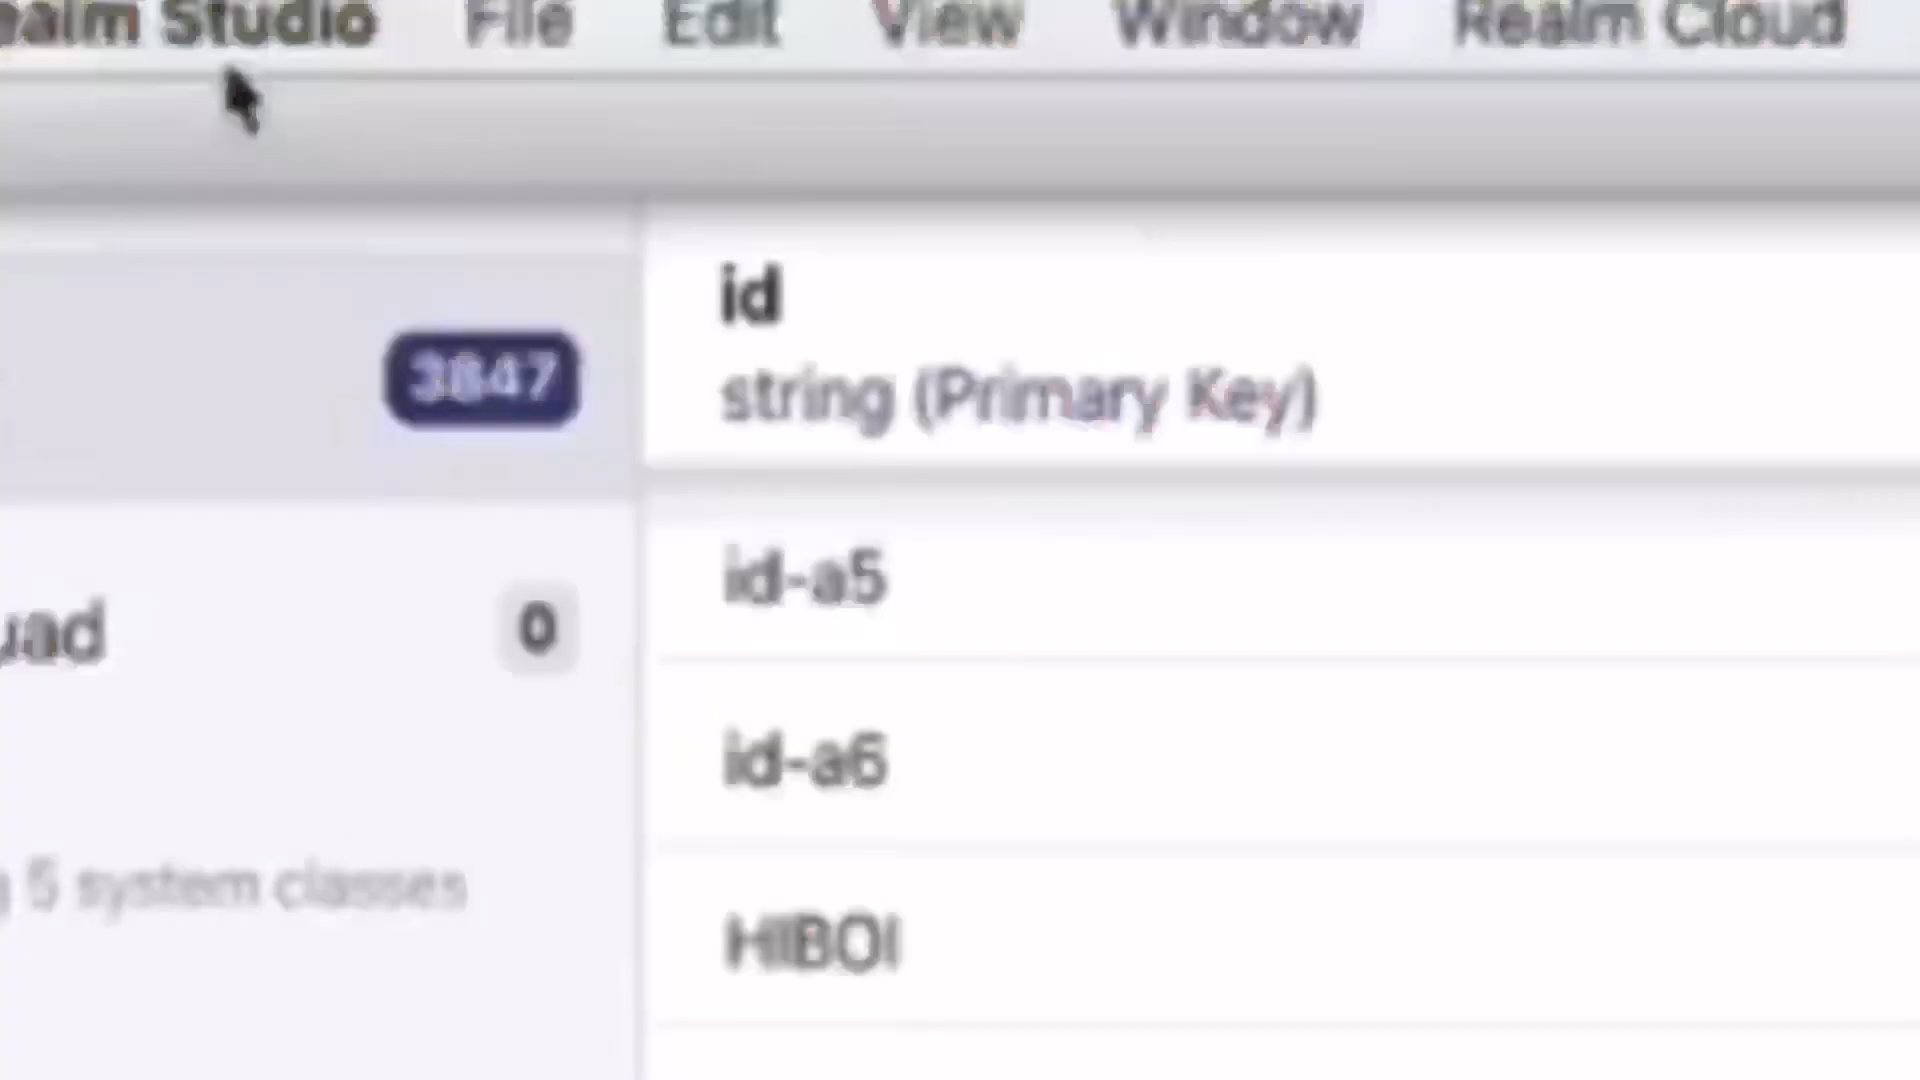 ealm Studio File Edit View Window Realm Cloud
id
3847
string (Primary Key)
id-a5
uad 0
id-a6
5 system classes
HIBOI